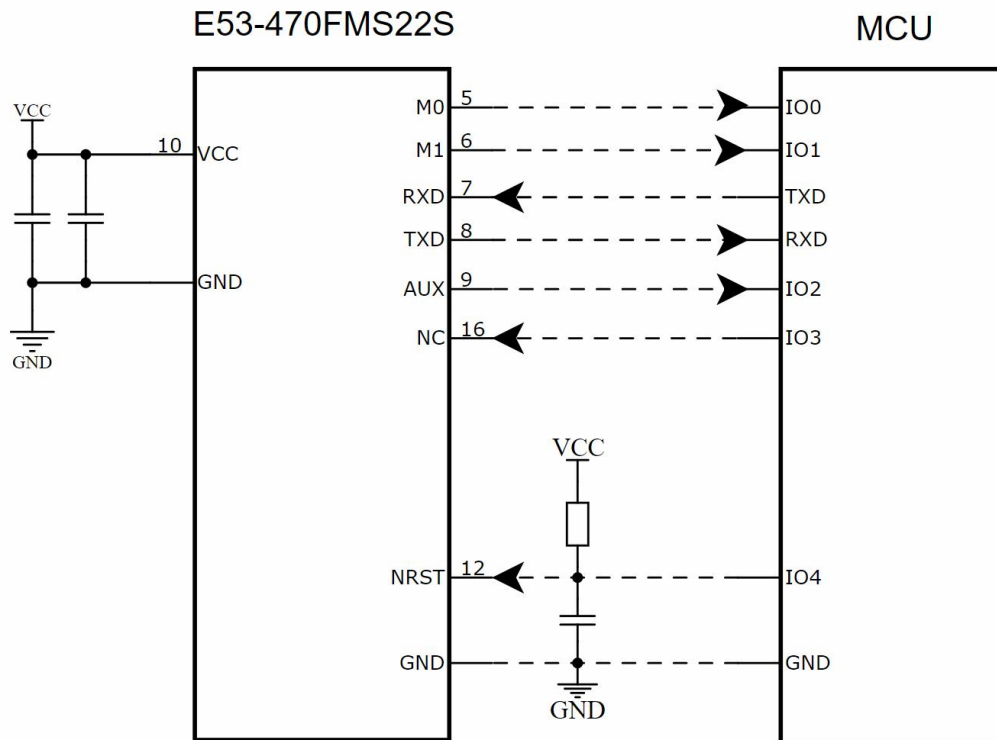 E53-470FMS22S
MCU
M0 5 IO0
VCC
10 VCC
M1 6 IO1
RXD 7 TXD
TXD 8 RXD
GND
AUX 9 IO2
NC 16 IO3
GND
VCC
NRST 12 IO4
GND GND
GND